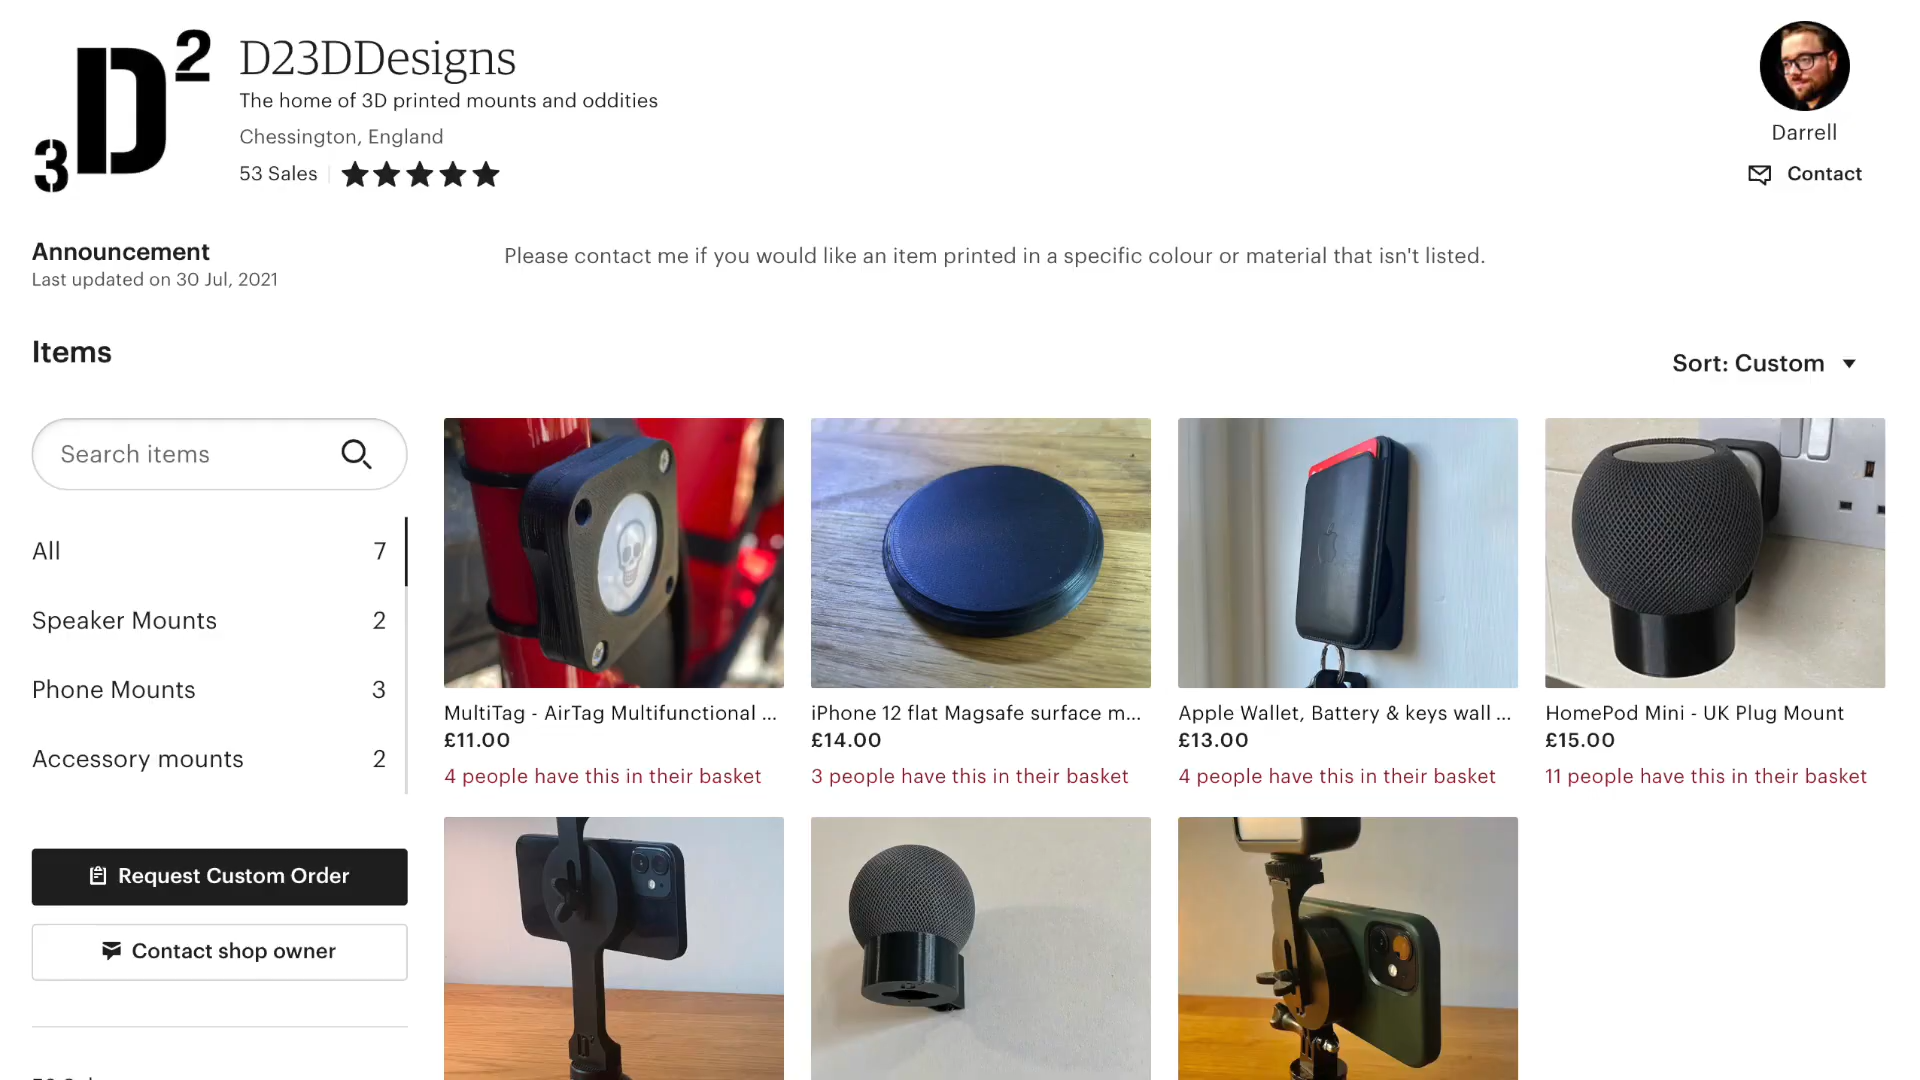 3D2
D23DDesigns
The home of 3D printed mounts and oddities
Chessington, England
53 Sales
Darrell
Contact
Announcement
Last updated on 30 Jul, 2021
Please contact me if you would like an item printed in a specific colour or material that isn't listed.
Items
Sort: Custom
Search items
All 7
Speaker Mounts 2
Phone Mounts 3
Accessory mounts 2
Request Custom Order
Contact shop owner
MultiTag - AirTag Multifunctional ...
£11.00
4 people have this in their basket
iPhone 12 flat Magsafe surface m...
£14.00
3 people have this in their basket
Apple Wallet, Battery & keys wall ...
£13.00
4 people have this in their basket
HomePod Mini - UK Plug Mount
£15.00
11 people have this in their basket